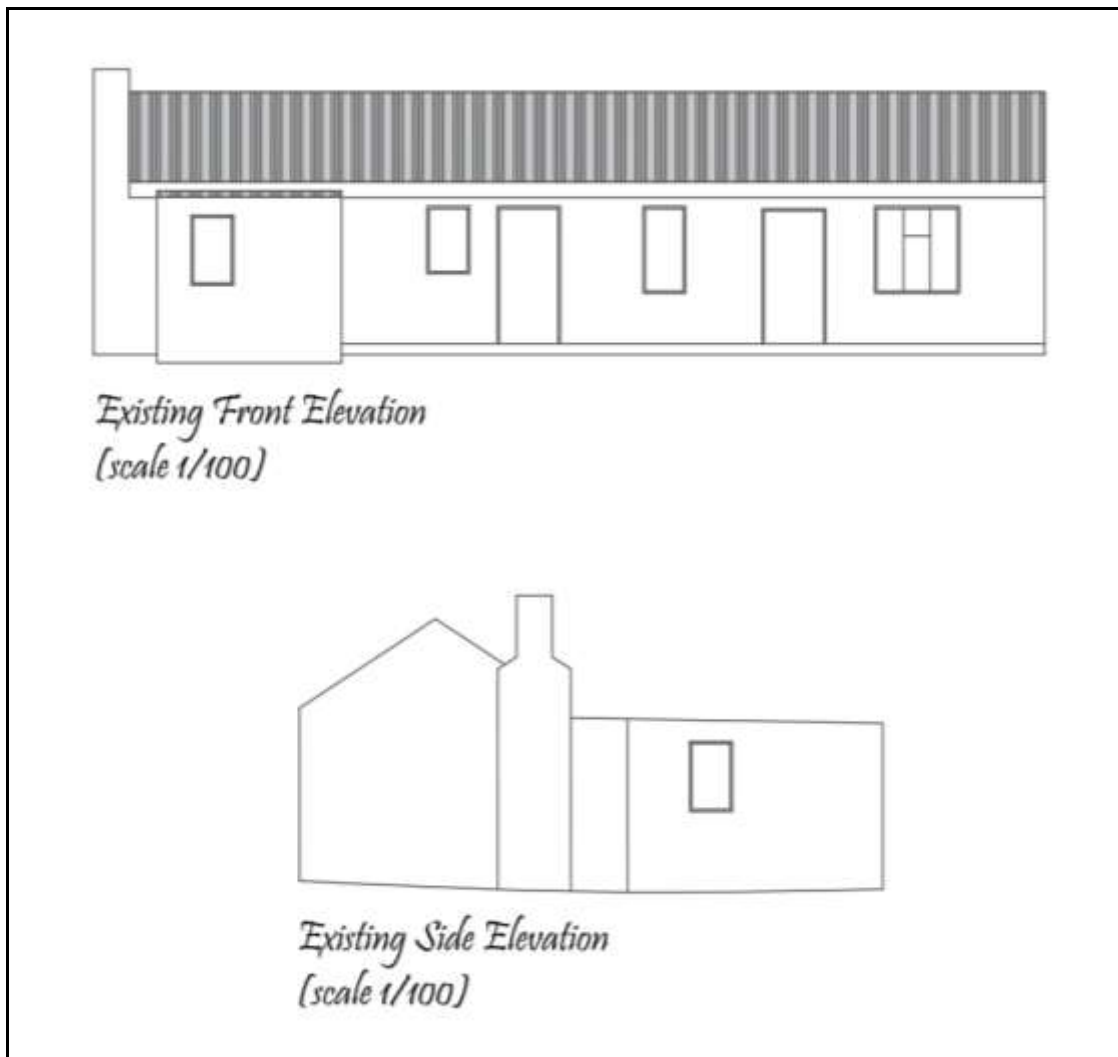 Existing Front Elevation
[scale 1/100]
Existing Side Elevation
[scale 1/100]